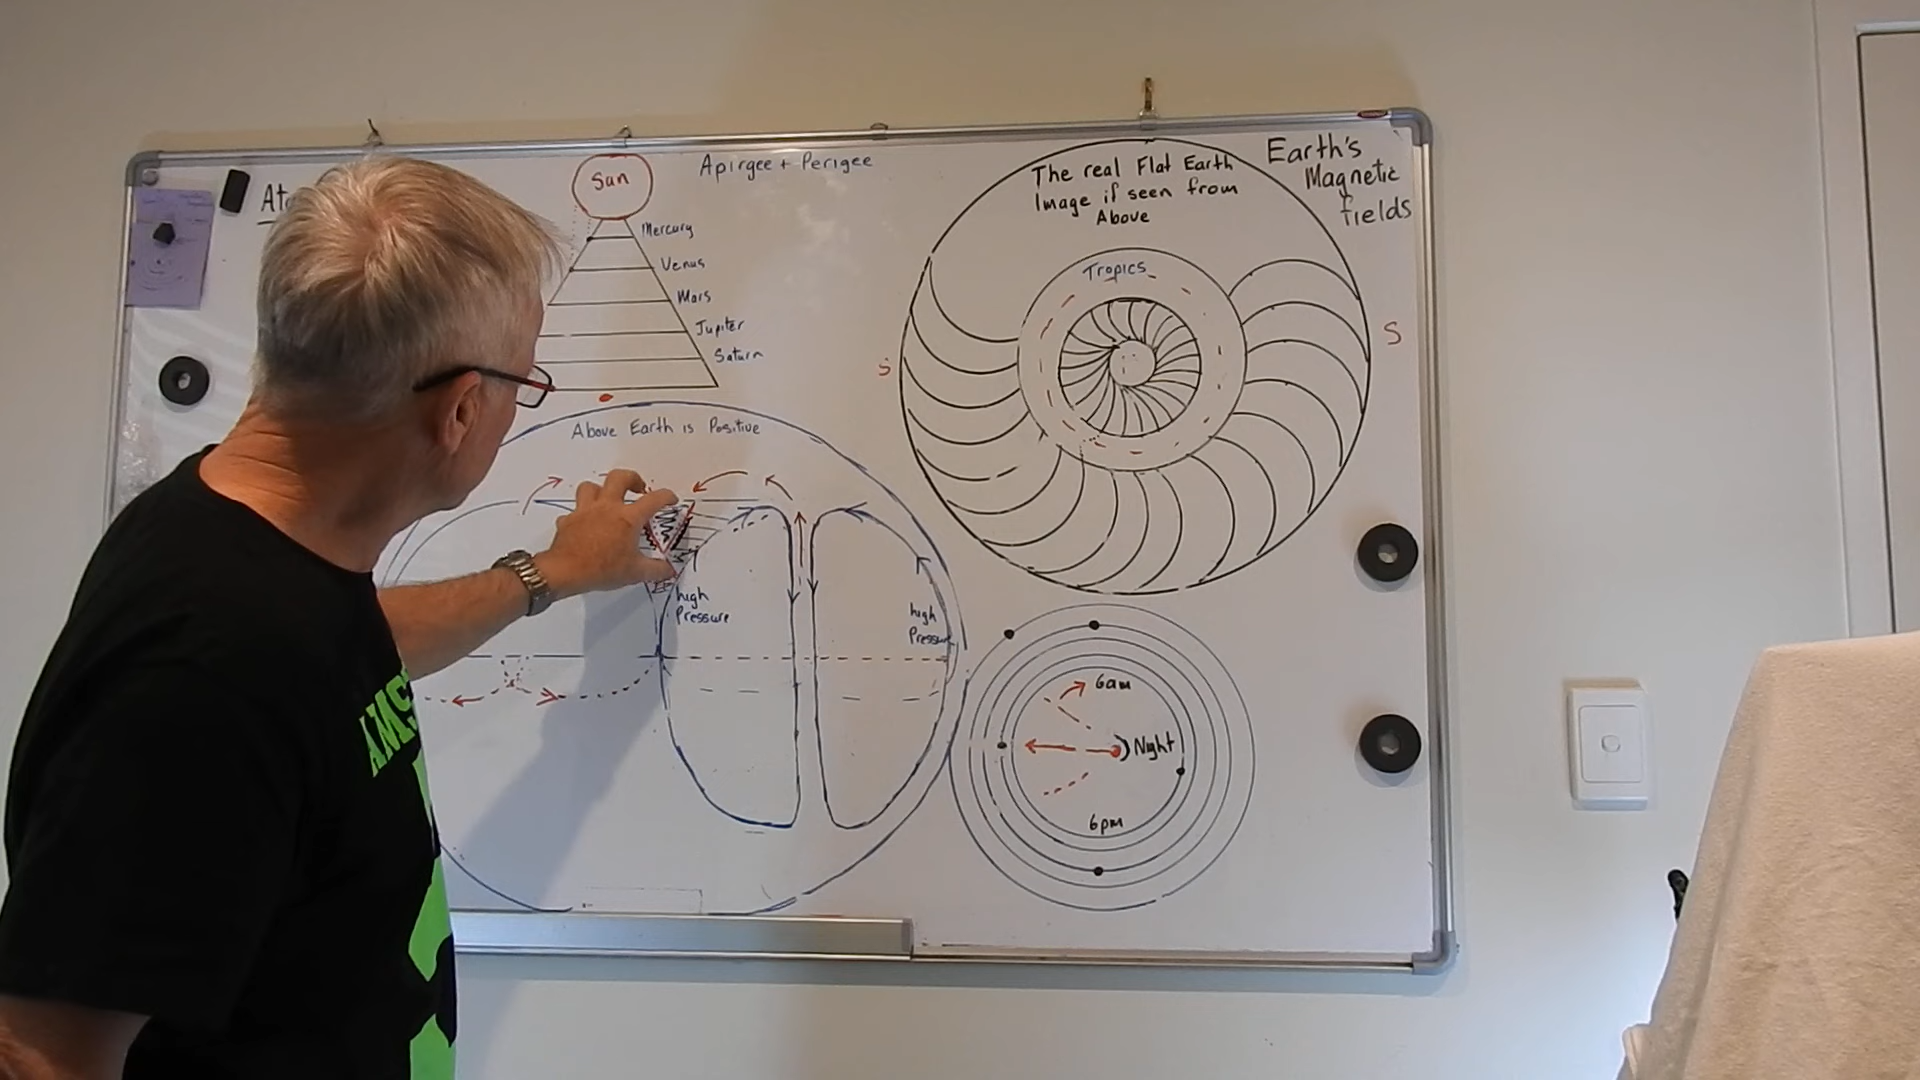 Apirgee + Perigee
Sun
Mercury
Venus
Mars
Jupiter
Saturn
The real Flat Earth
Image if seen from
Above
Earth's
Magnetic
fields
Tropics
S
S
Above Earth is Positive
high
Pressure
high
Pressure
6am
Night
6pm